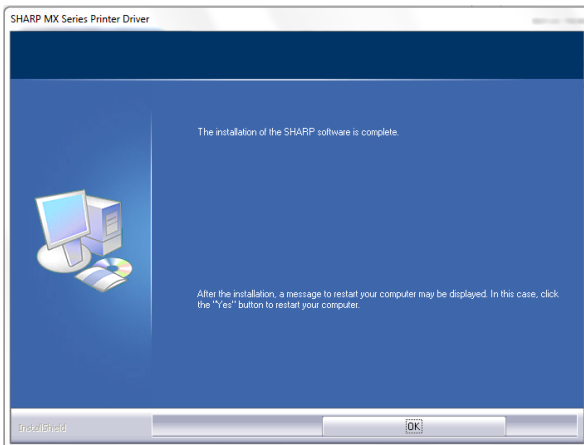 SHARP MX Series Printer Driver
The installation of the SHARP software is complete.
After the installation, a message to restart your computer may be displayed. In this case, click
the "Yes" button to restart your computer.
InstallShield
OK